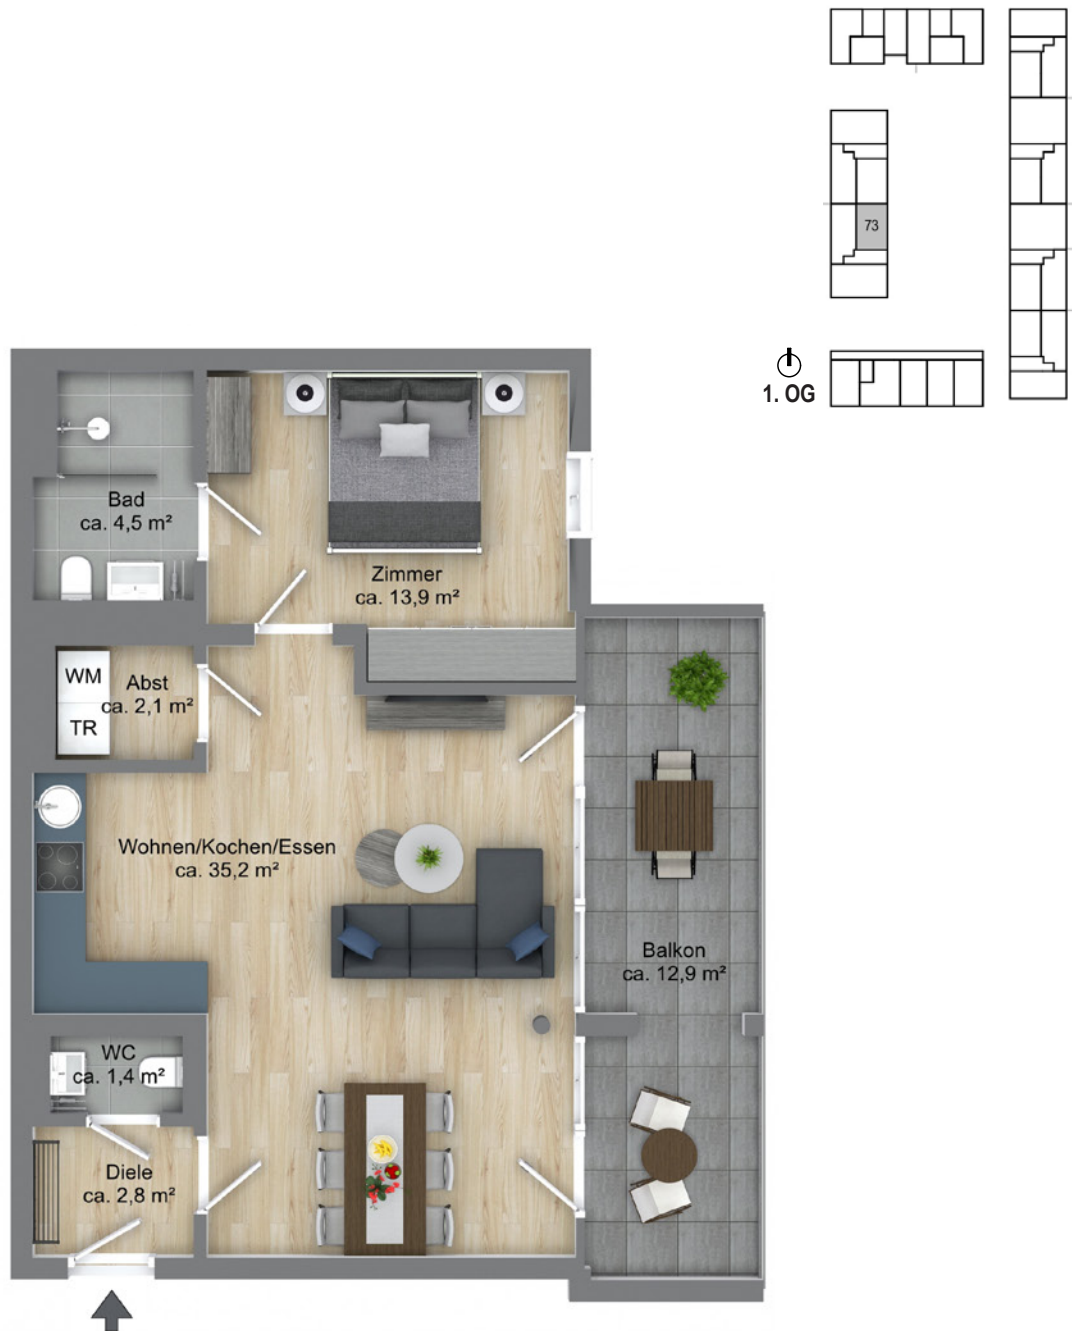 73
1. OG
Bad
ca. 4,5 m²
Zimmer
ca. 13,9 m²
WM
TR
Abst
ca. 2,1 m²
Wohnen/Kochen/Essen
ca. 35,2 m²
Balkon
ca. 12,9 m²
WC
ca. 1,4 m²
Diele
ca. 2,8 m²